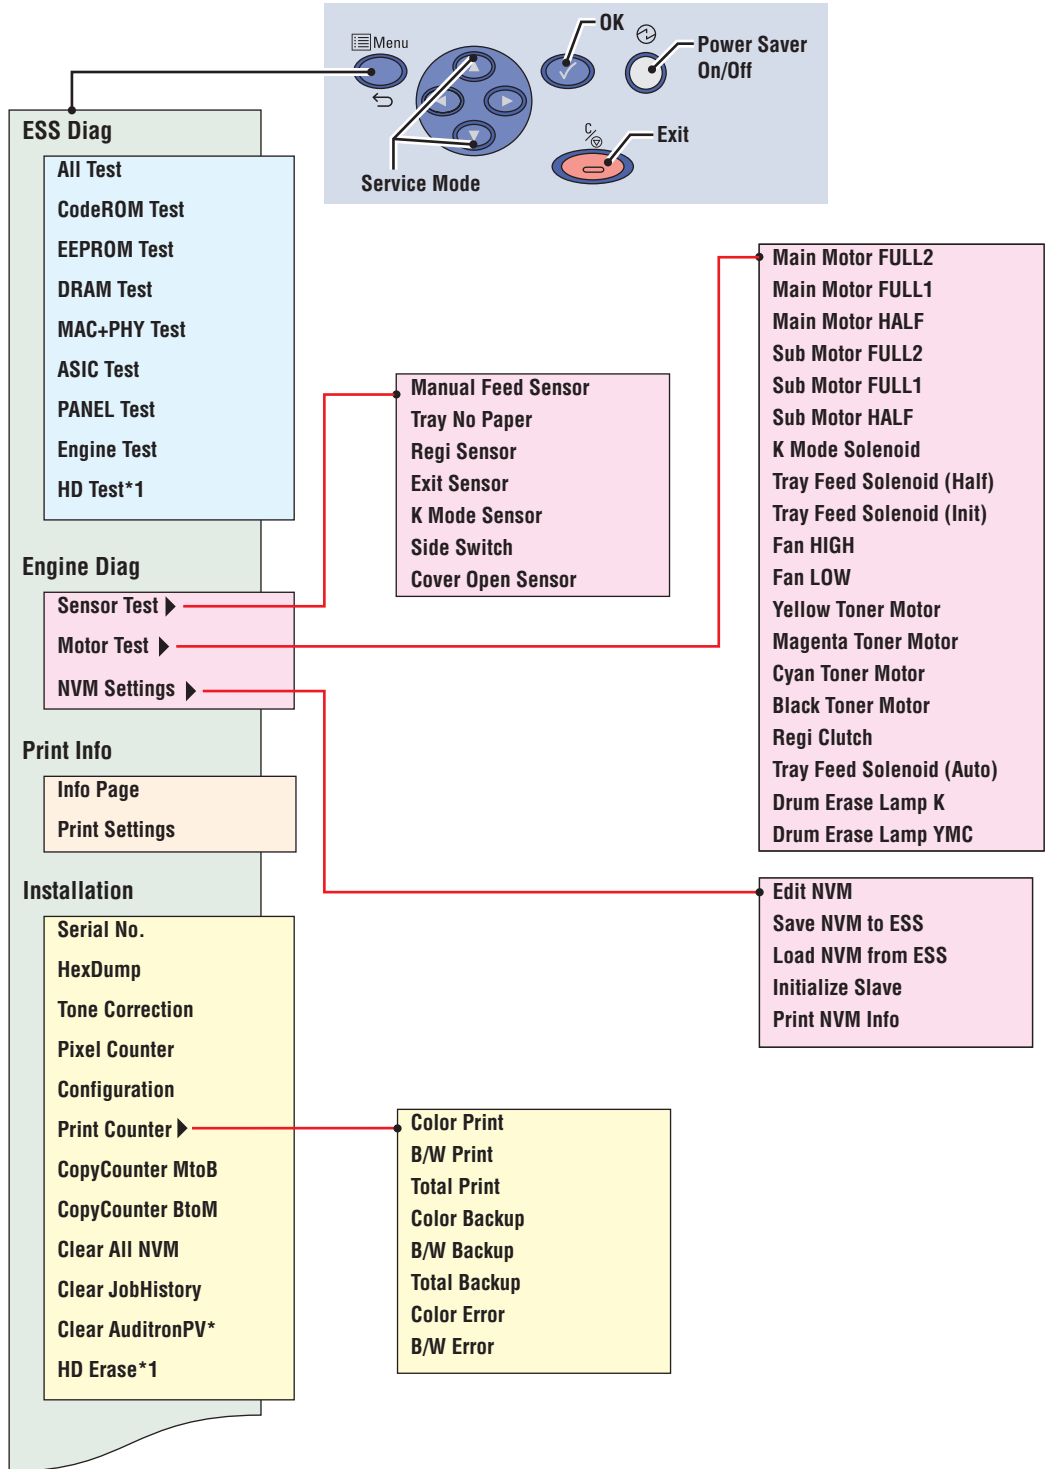 Menu
OK
Power Saver
On/Off
C/
Exit
Service Mode
ESS Diag
All Test
CodeROM Test
EEPROM Test
DRAM Test
MAC+PHY Test
ASIC Test
PANEL Test
Engine Test
HD Test*1
Engine Diag
Sensor Test
Motor Test
NVM Settings
Print Info
Info Page
Print Settings
Installation
Serial No.
HexDump
Tone Correction
Pixel Counter
Configuration
Print Counter
CopyCounter MtoB
CopyCounter BtoM
Clear All NVM
Clear JobHistory
Clear AuditronPV*
HD Erase*1
Manual Feed Sensor
Tray No Paper
Regi Sensor
Exit Sensor
K Mode Sensor
Side Switch
Cover Open Sensor
Main Motor FULL2
Main Motor FULL1
Main Motor HALF
Sub Motor FULL2
Sub Motor FULL1
Sub Motor HALF
K Mode Solenoid
Tray Feed Solenoid (Half)
Tray Feed Solenoid (Init)
Fan HIGH
Fan LOW
Yellow Toner Motor
Magenta Toner Motor
Cyan Toner Motor
Black Toner Motor
Regi Clutch
Tray Feed Solenoid (Auto)
Drum Erase Lamp K
Drum Erase Lamp YMC
Edit NVM
Save NVM to ESS
Load NVM from ESS
Initialize Slave
Print NVM Info
Color Print
B/W Print
Total Print
Color Backup
B/W Backup
Total Backup
Color Error
B/W Error